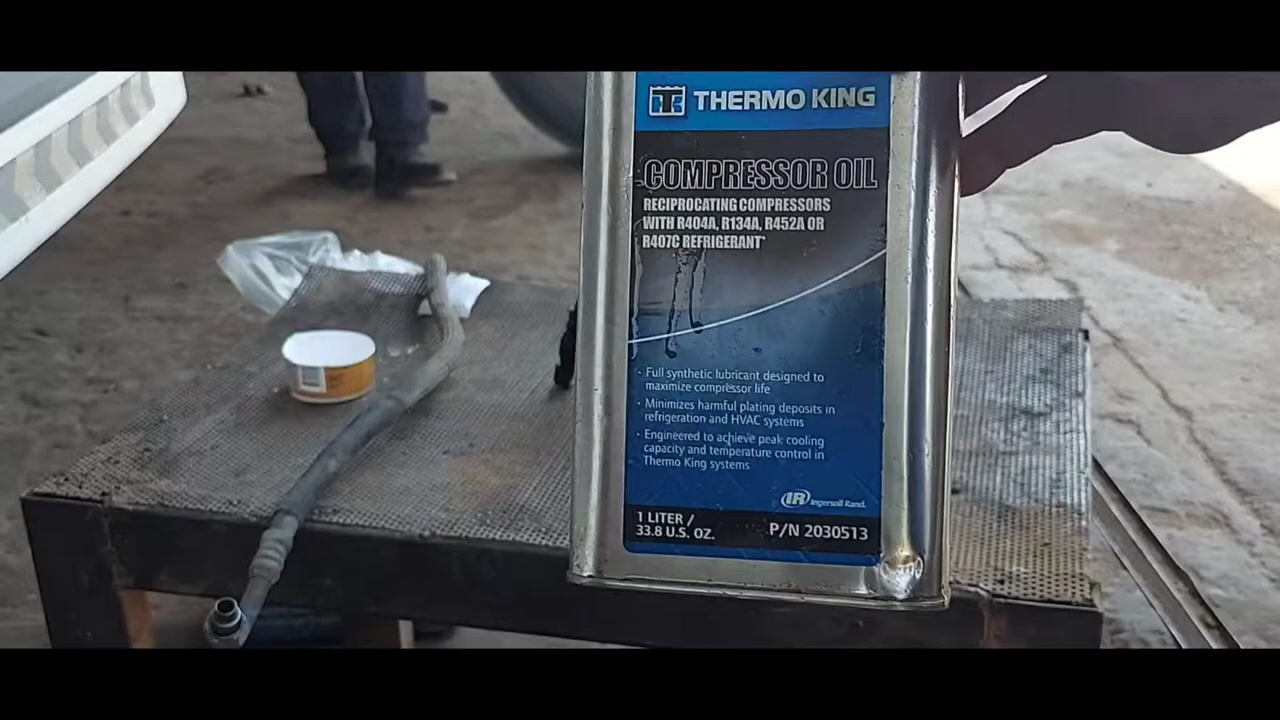 THERMO KING
COMPRESSOR OIL
RECIPROCATING COMPRESSORS
WITH R404A, R134A, R452A OR
R407C REFRIGERANT*
• Full synthetic lubricant designed to
maximize compressor life
• Minimizes harmful plating deposits in
refrigeration and HVAC systems
• Engineered to achieve peak cooling
capacity and temperature control in
Thermo King systems
IR Ingersoll Rand.
1 LITER /
33.8 U.S. OZ.
P/N 2030513